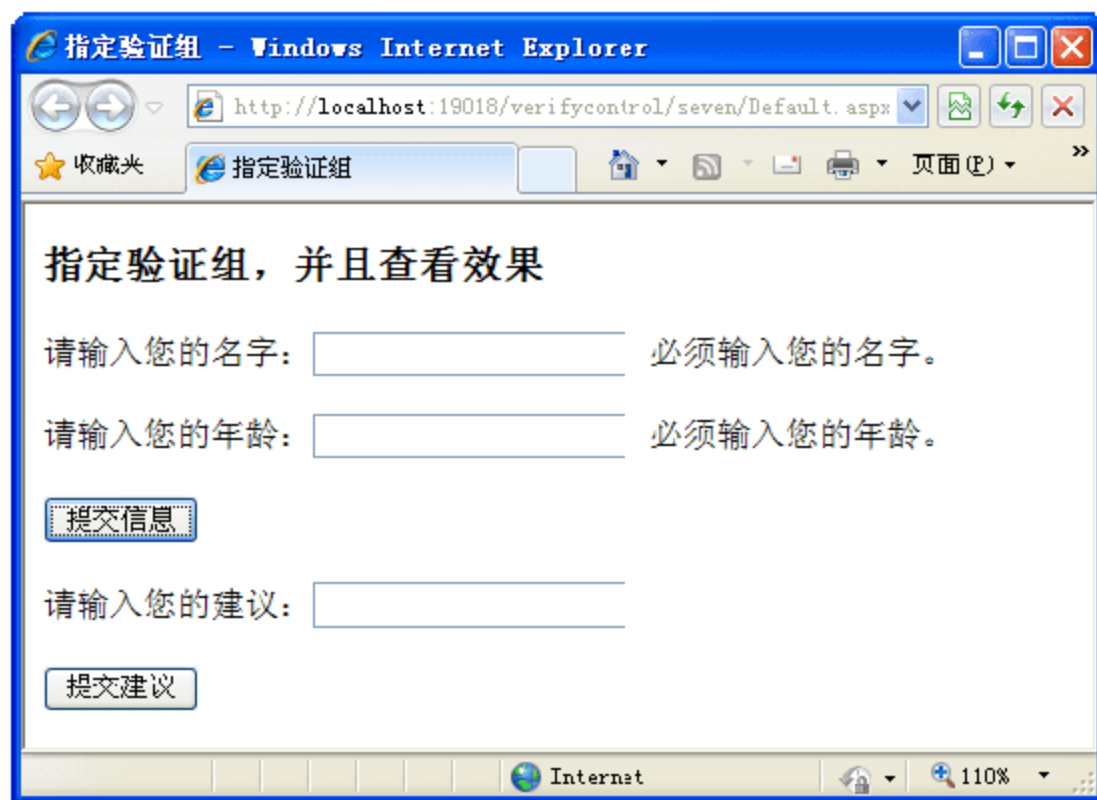 指定验证组 - Windows Internet Explorer
http://localhost:19018/verifycontrol/seven/Default.aspx
收藏夹 指定验证组 页面(P) »
指定验证组，并且查看效果
请输入您的名字： 必须输入您的名字。
请输入您的年龄： 必须输入您的年龄。
提交信息
请输入您的建议：
提交建议
Internet 110%